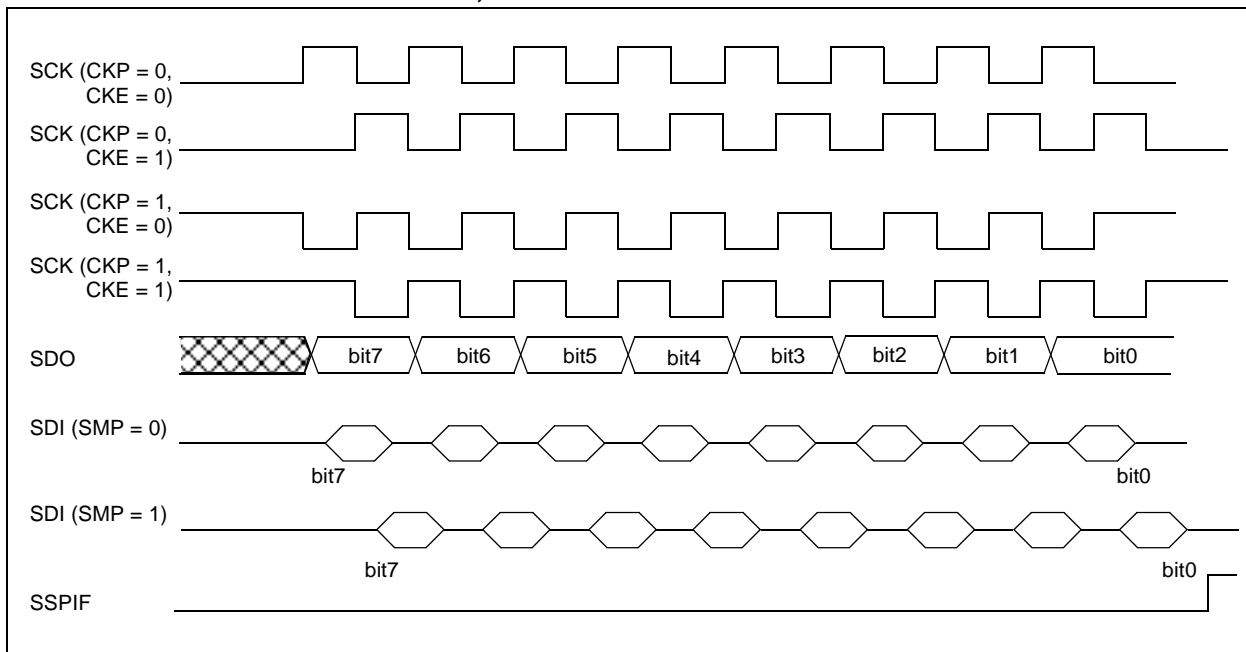 SCK (CKP = 0,
CKE = 0)
SCK (CKP = 0,
CKE = 1)
SCK (CKP = 1,
CKE = 0)
SCK (CKP = 1,
CKE = 1)
SDO bit7 bit6 bit5 bit4 bit3 bit2 bit1 bit0
SDI (SMP = 0)
bit7 bit0
SDI (SMP = 1)
bit7 bit0
SSPIF